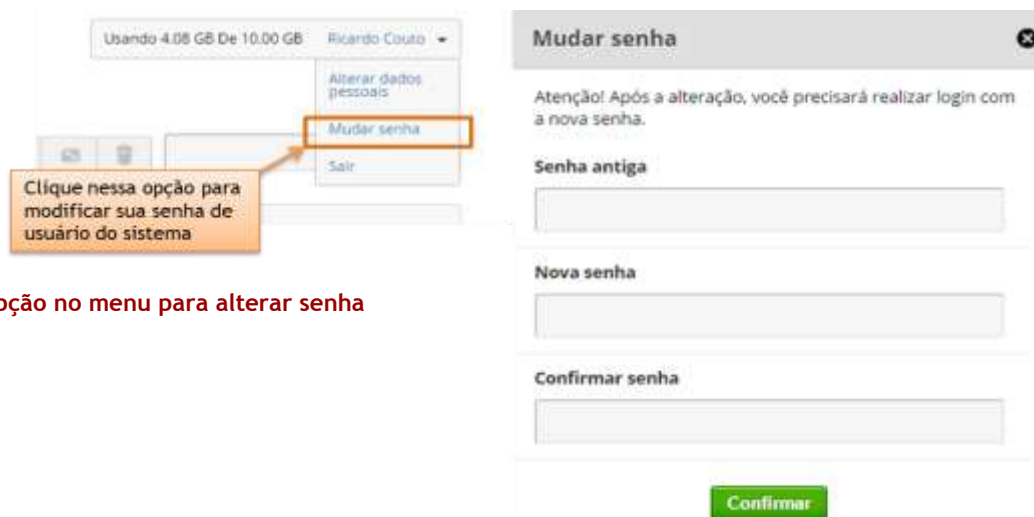 Usando 4.08 GB De 10.00 GB Ricardo Couto
Alterar dados
pessoais
Mudar senha
Sair
Clique nessa opção para
modificar sua senha de
usuário do sistema
pção no menu para alterar senha
Mudar senha
Atenção! Após a alteração, você precisará realizar login com
a nova senha.
Senha antiga
Nova senha
Confirmar senha
Confirmar